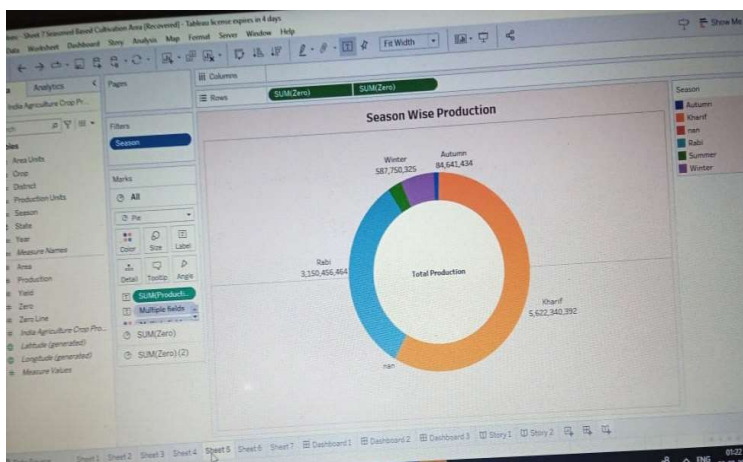 Sheet 7 Seasoned Based Cultivation Area (Recovered) - Tableau license expires in 4 days
Data Worksheet Dashboard Story Analysis Map Format Server Window Help
Fit Width
Show Me
Analytics
Pages
Columns
India Agriculture Crop Pr...
Rows
SUM(Zero) SUM(Zero)
Filters
Season
Season Wise Production
Season
Autumn
Kharif
nan
Rabi
Summer
Winter
Area Units
Crop
District
Production Units
Season
State
Year
Measure Names
Area
Production
Yield
Zero
Zero Line
India Agriculture Crop Pro...
Latitude (generated)
Longitude (generated)
Measure Values
Marks
All
Pie
Color Size Label
Detail Tooltip Angle
SUM(Producti..
Multiple fields
SUM(Zero)
SUM(Zero) (2)
Winter
587,750,325
Autumn
84,641,434
Rabi
3,150,456,464
Total Production
Kharif
5,622,340,392
nan
Sheet 1 Sheet 2 Sheet 3 Sheet 4 Sheet 5 Sheet 6 Sheet 7 Dashboard 1 Dashboard 2 Dashboard 3 Story 1 Story 2
ENG
01:22